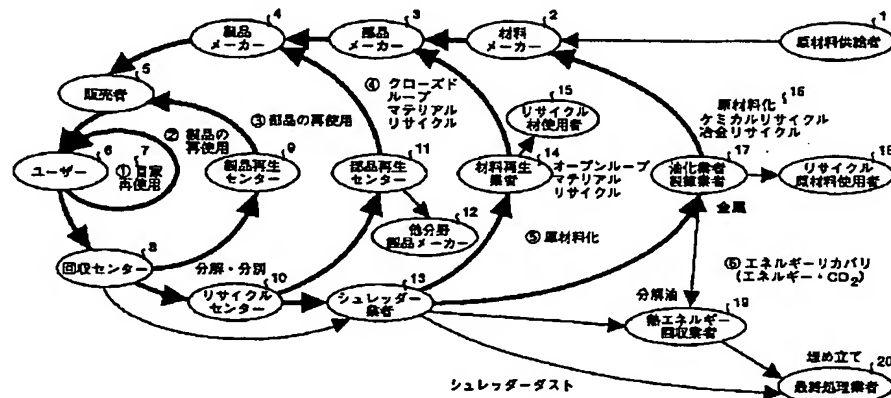 4
製品
メーカー
3
部品
メーカー
2
材料
メーカー
1
原材料供給者
5
販売者
④ クローズド
ループ
マテリアル
リサイクル
15
リサイクル
材使用者
原材料化
16
ケミカルリサイクル
冶金リサイクル
② 製品の
再使用
③ 部品の再使用
6
ユーザー
7
① 自家
再使用
9
製品再生
センター
11
部品再生
センター
14
材料再生
業者
オープンループ
マテリアル
リサイクル
17
油化業者
製錬業者
18
リサイクル
原材料使用者
金属
12
他分野
製品メーカー
8
回収センター
分解・分別
10
リサイクル
センター
13
シュレッダー
業者
⑤ 原材料化
⑥ エネルギーリカバリ
(エネルギー・CO₂)
分解油
19
熱エネルギー
回収業者
埋め立て
20
最終処理業者
シュレッダーダスト